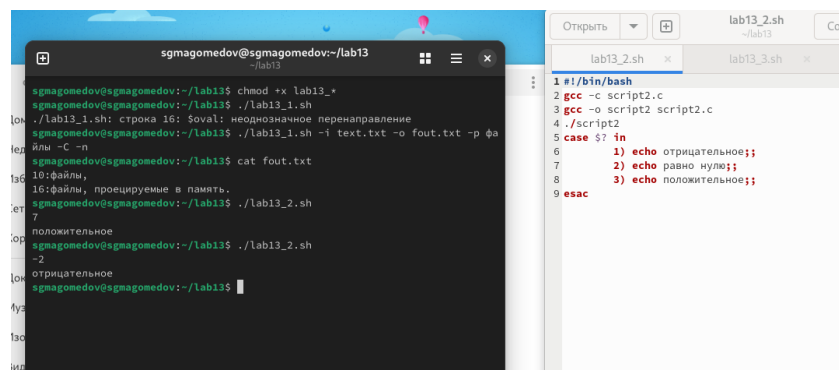 sgmagomedov@sgmagomedov:~/lab13
~/lab13
sgmagomedov@sgmagomedov:~/lab13$ chmod +x lab13_*
sgmagomedov@sgmagomedov:~/lab13$ ./lab13_1.sh
./lab13_1.sh: строка 16: $oval: неоднозначное перенаправление
sgmagomedov@sgmagomedov:~/lab13$ ./lab13_1.sh -i text.txt -o fout.txt -p фа
йлы -C -n
sgmagomedov@sgmagomedov:~/lab13$ cat fout.txt
10:файлы,
16:файлы, проецируемые в память.
sgmagomedov@sgmagomedov:~/lab13$ ./lab13_2.sh
7
положительное
sgmagomedov@sgmagomedov:~/lab13$ ./lab13_2.sh
-2
отрицательное
sgmagomedov@sgmagomedov:~/lab13$
Открыть
lab13_2.sh
~/lab13
lab13_2.sh × lab13_3.sh ×
1 #!/bin/bash
2 gcc -c script2.c
3 gcc -o script2 script2.c
4 ./script2
5 case $? in
6 1) echo отрицательное;;
7 2) echo равно нулю;;
8 3) echo положительное;;
9 esac